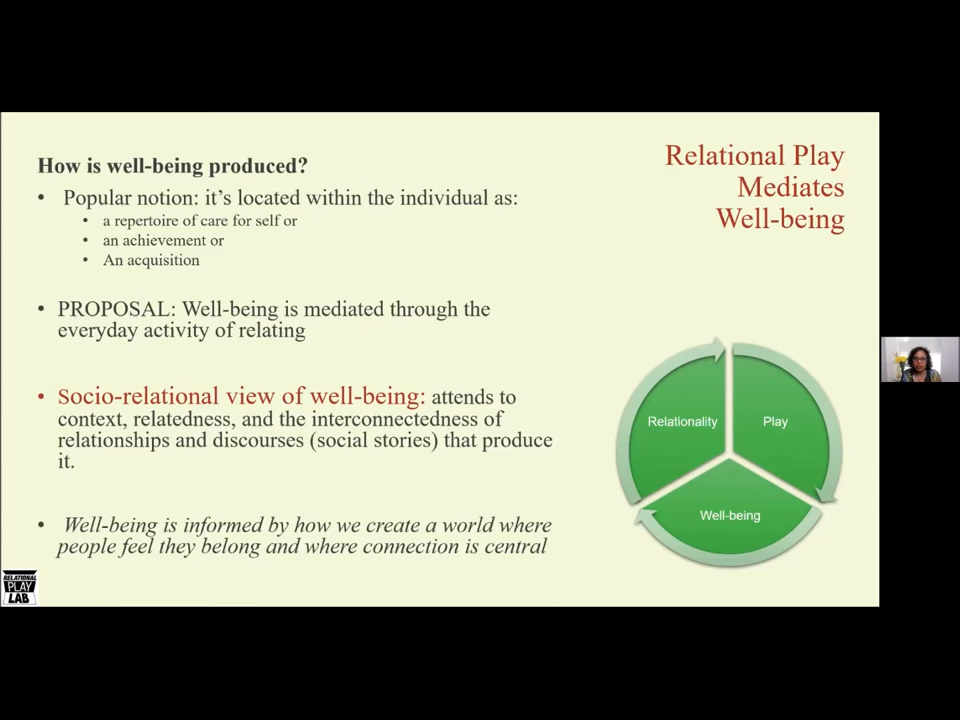 How is well-being produced?
• Popular notion: it's located within the individual as:
• a repertoire of care for self or
• an achievement or
• An acquisition
• PROPOSAL: Well-being is mediated through the
everyday activity of relating
• Socio-relational view of well-being: attends to
context, relatedness, and the interconnectedness of
relationships and discourses (social stories) that produce
it.
• Well-being is informed by how we create a world where
people feel they belong and where connection is central
Relational Play
Mediates
Well-being
Relationality
Play
Well-being
RELATIONAL
PLAY
LAB